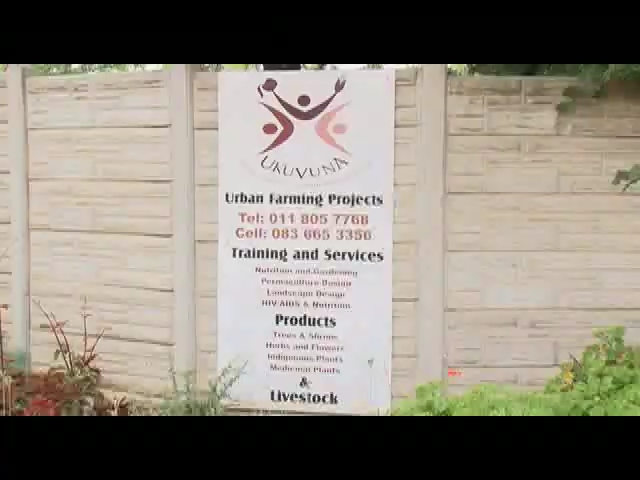 UKUVUNA
Urban Farming Projects
Tel: 011 805 7768
Cell: 083 665 3350
Training and Services
Nutrition and Gardening
Permaculture Design
Landscape Design
HIV/AIDS & Nutrition
Products
Trees & Shrubs
Herbs and Flowers
Indigenous Plants
Medicinal Plants
&
Livestock